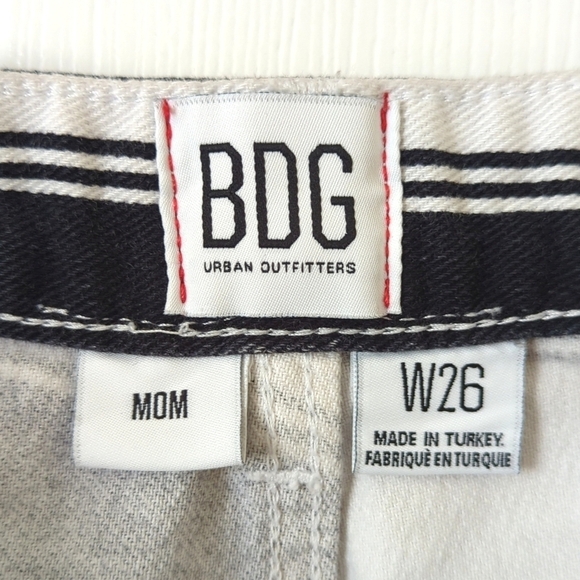 BDG
URBAN OUTFITTERS
MOM
W26
MADE IN TURKEY.
FABRIQUÈ EN TURQUIE